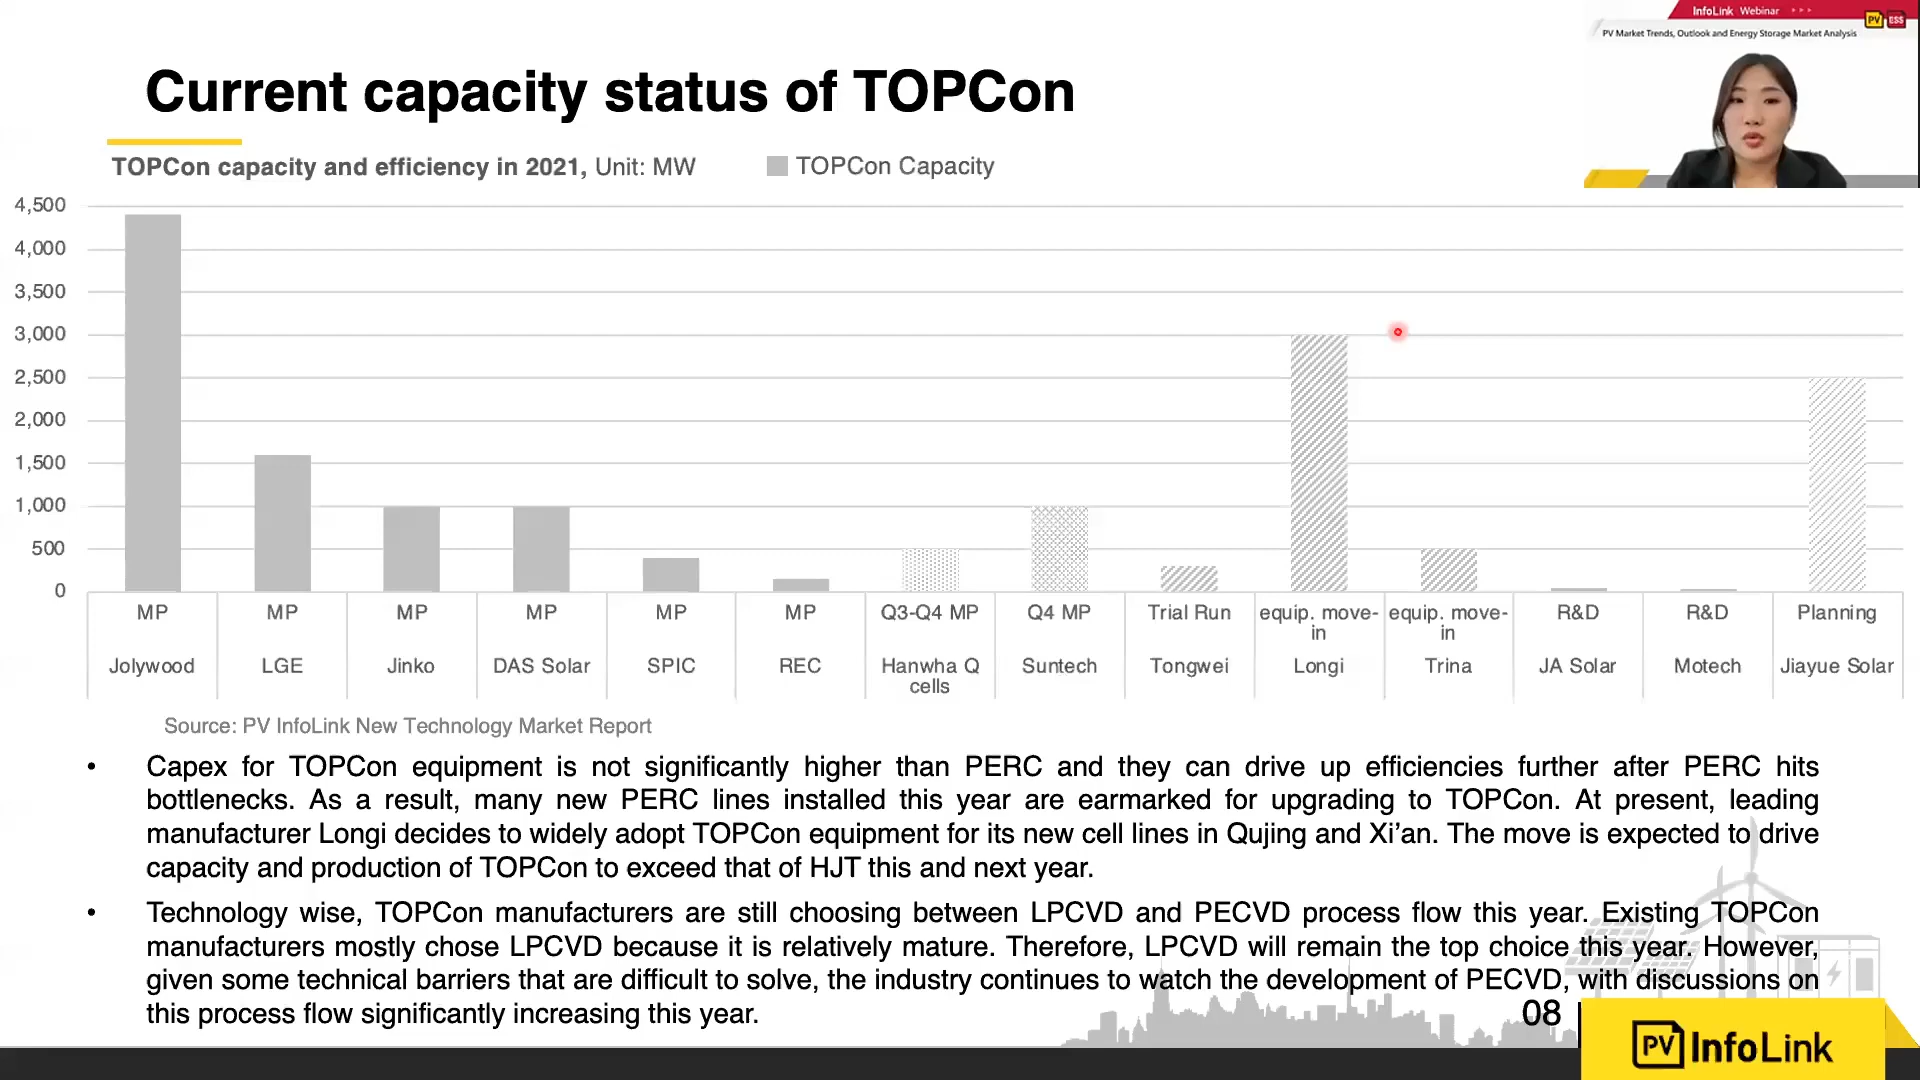 InfoLink Webinar
PV ESS
PV Market Trends, Outlook and Energy Storage Market Analysis
Current capacity status of TOPCon
TOPCon capacity and efficiency in 2021, Unit: MW
TOPCon Capacity
4,500
4,000
3,500
3,000
2,500
2,000
1,500
1,000
500
0
MP MP MP MP MP MP Q3-Q4 MP Q4 MP Trial Run equip. move- equip. move- R&D R&D Planning
in in
Jolywood LGE Jinko DAS Solar SPIC REC Hanwha Q Suntech Tongwei Longi Trina JA Solar Motech Jiayue Solar
cells
Source: PV InfoLink New Technology Market Report
• Capex for TOPCon equipment is not significantly higher than PERC and they can drive up efficiencies further after PERC hits
bottlenecks. As a result, many new PERC lines installed this year are earmarked for upgrading to TOPCon. At present, leading
manufacturer Longi decides to widely adopt TOPCon equipment for its new cell lines in Qujing and Xi’an. The move is expected to drive
capacity and production of TOPCon to exceed that of HJT this and next year.
• Technology wise, TOPCon manufacturers are still choosing between LPCVD and PECVD process flow this year. Existing TOPCon
manufacturers mostly chose LPCVD because it is relatively mature. Therefore, LPCVD will remain the top choice this year. However,
given some technical barriers that are difficult to solve, the industry continues to watch the development of PECVD, with discussions on
this process flow significantly increasing this year.
08
PV InfoLink